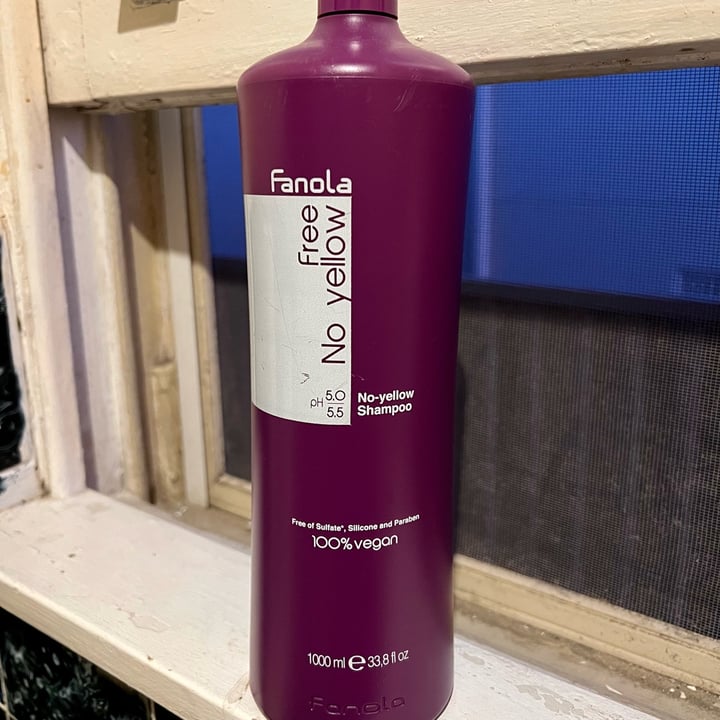 Fanola
Free
No yellow
pH 5.0
5.5
No-yellow
Shampoo
Free of Sulfate*, Silicone and Paraben
100% vegan
1000 ml ℮ 33,8 fl oz
Fanola